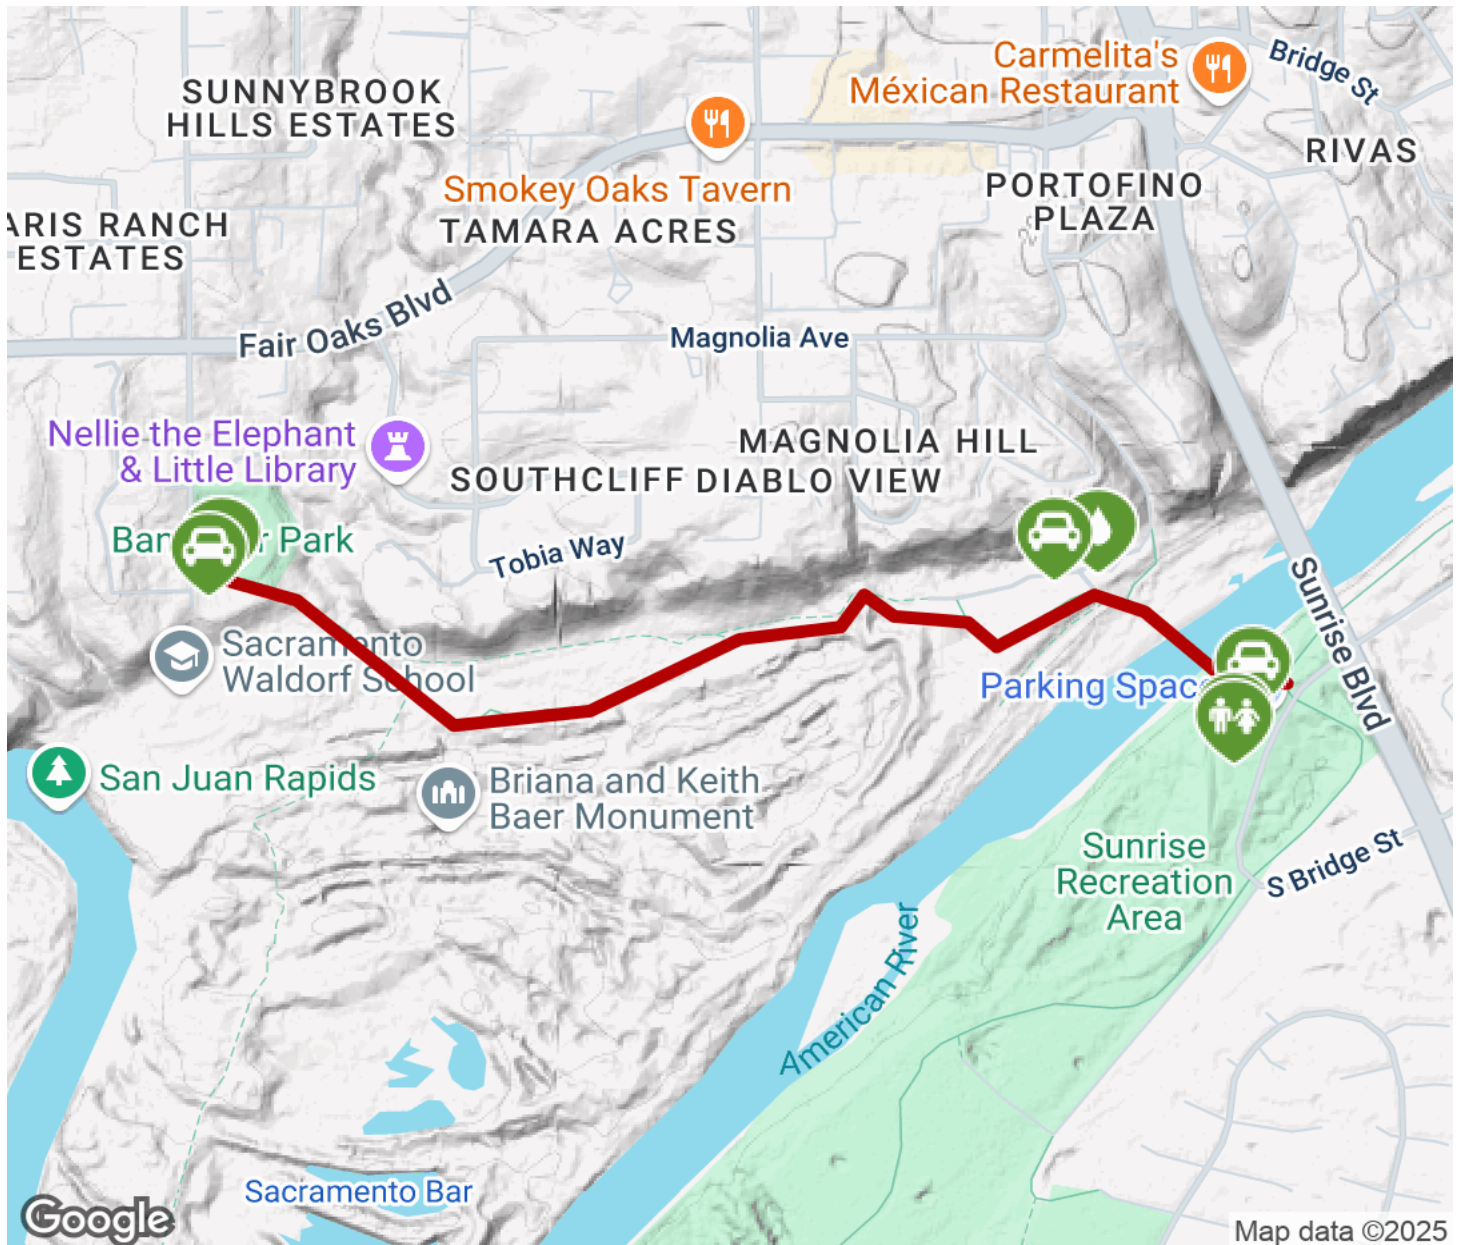 Carmelita's
Méxican Restaurant
Bridge St
SUNNYBROOK
HILLS ESTATES
RIVAS
Smokey Oaks Tavern
PORTOFINO
PLAZA
ARIS RANCH
ESTATES
TAMARA ACRES
Fair Oaks Blvd
Magnolia Ave
Nellie the Elephant
& Little Library
MAGNOLIA HILL
SOUTHCLIFF
DIABLO VIEW
Park
Tobia Way
Sunrise Blvd
Sacramento
Waldorf School
Parking Spac
San Juan Rapids
Briana and Keith
Baer Monument
Sunrise
Recreation
Area
S Bridge St
American River
Sacramento Bar
Google
Map data ©2025